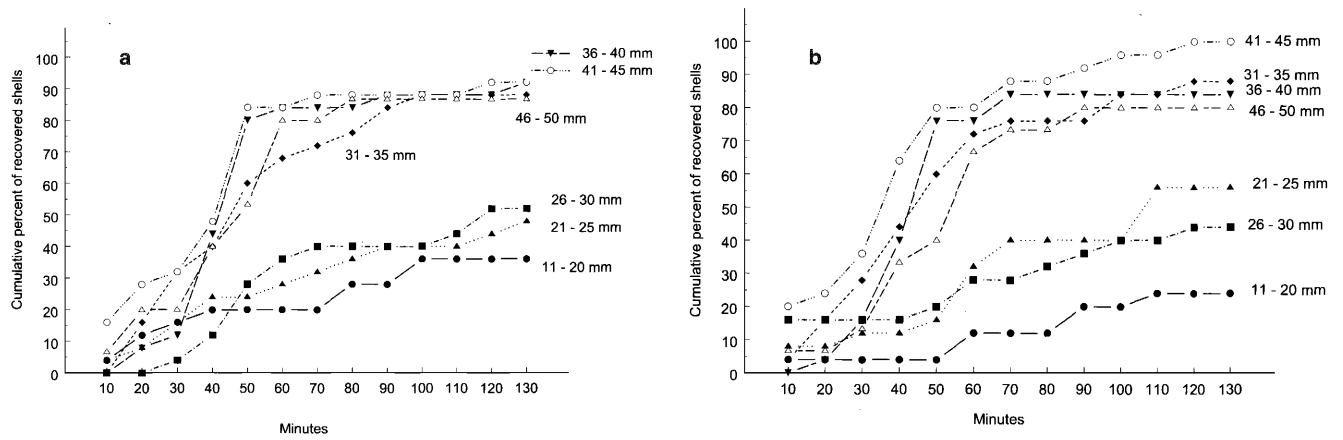 a
Cumulative percent of recovered shells
100
90
80
70
60
50
40
30
20
10
0
10 20 30 40 50 60 70 80 90 100 110 120 130
Minutes
36 - 40 mm
41 - 45 mm
46 - 50 mm
31 - 35 mm
26 - 30 mm
21 - 25 mm
11 - 20 mm
b
Cumulative percent of recovered shells
100
90
80
70
60
50
40
30
20
10
0
10 20 30 40 50 60 70 80 90 100 110 120 130
Minutes
41 - 45 mm
31 - 35 mm
36 - 40 mm
46 - 50 mm
21 - 25 mm
26 - 30 mm
11 - 20 mm